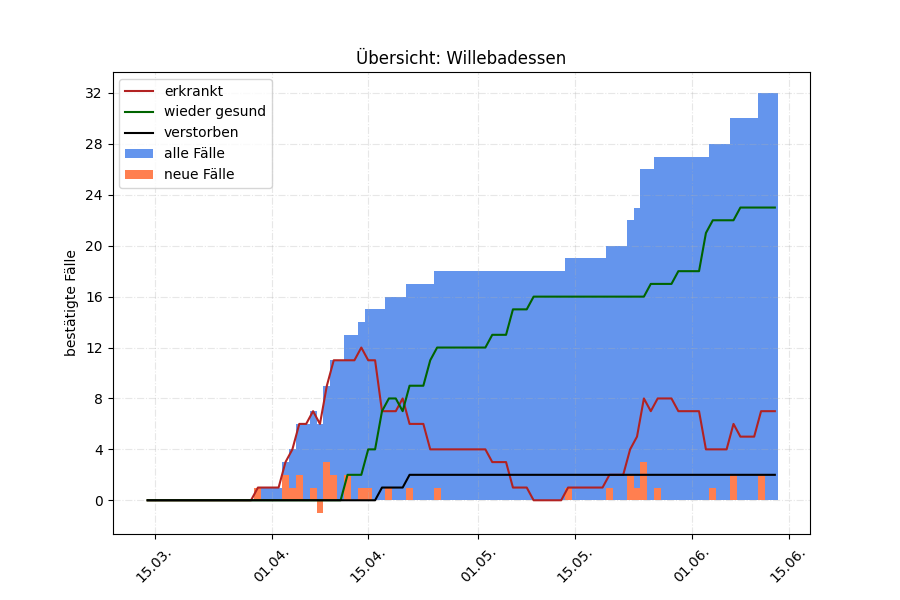 Übersicht: Willebadessen
erkrankt
wieder gesund
verstorben
alle Fälle
neue Fälle
bestätigte Fälle
32
28
24
20
16
12
8
4
0
15.03.
01.04.
15.04.
01.05.
15.05.
01.06.
15.06.